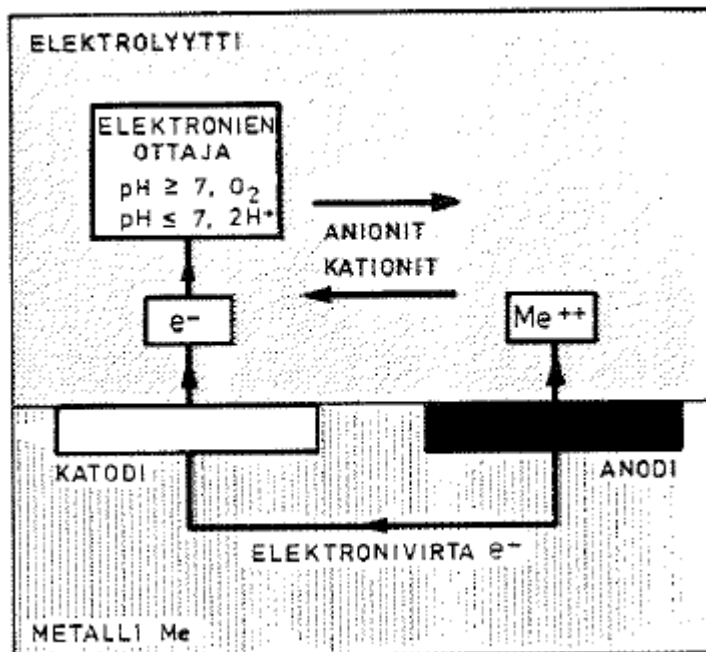 ELEKTROLYYTTI
ELEKTRONIEN
OTTAJA
pH ≥ 7, O₂
pH ≤ 7, 2H⁺
ANIONIT
KATIONIT
e⁻
Me⁺⁺
KATODI
ANODI
ELEKTRONIVIRTA e⁻
METALLI Me